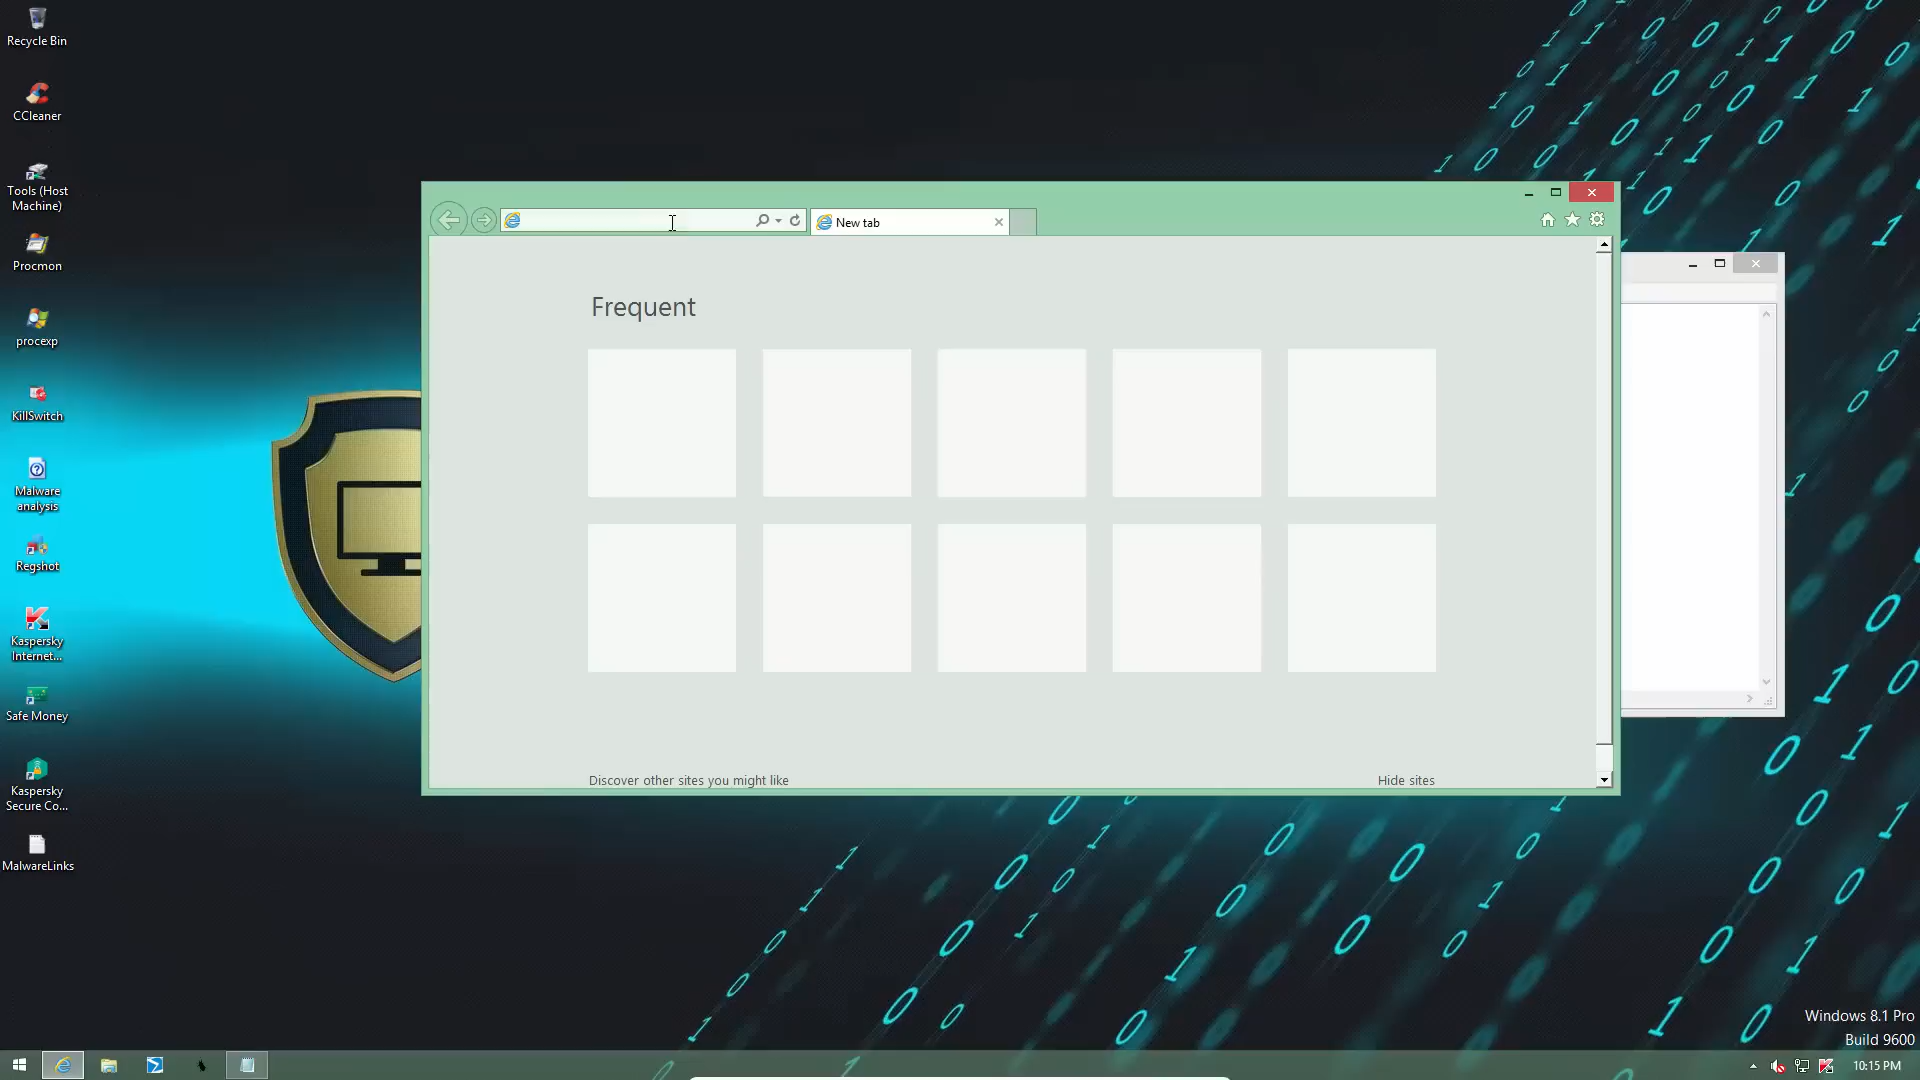 Recycle Bin
CCleaner
Tools (Host
Machine)
Procmon
procexp
KillSwitch
Malware
analysis
Regshot
Kaspersky
Internet...
Safe Money
Kaspersky
Secure Co...
MalwareLinks
New tab
Frequent
Discover other sites you might like
Hide sites
Windows 8.1 Pro
Build 9600
10:15 PM